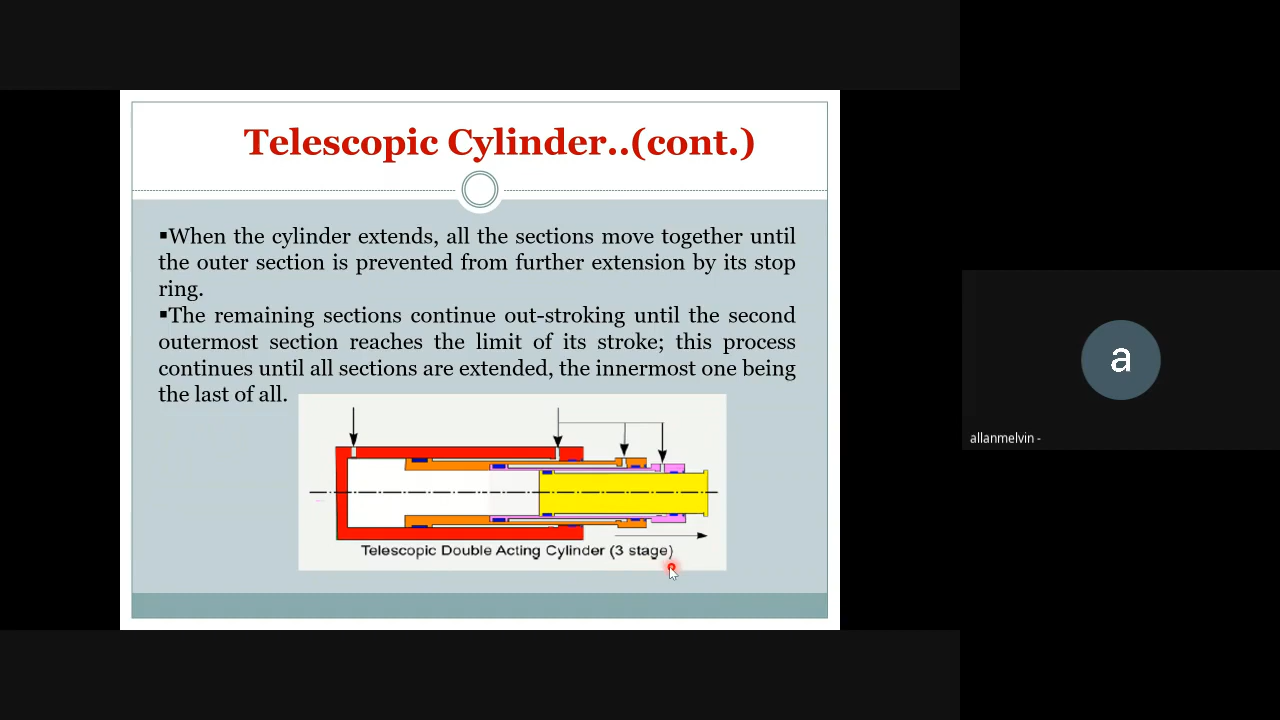 Telescopic Cylinder..(cont.)
▪When the cylinder extends, all the sections move together until
the outer section is prevented from further extension by its stop
ring.
▪The remaining sections continue out-stroking until the second
outermost section reaches the limit of its stroke; this process
continues until all sections are extended, the innermost one being
the last of all.
Telescopic Double Acting Cylinder (3 stage)
a
allanmelvin -